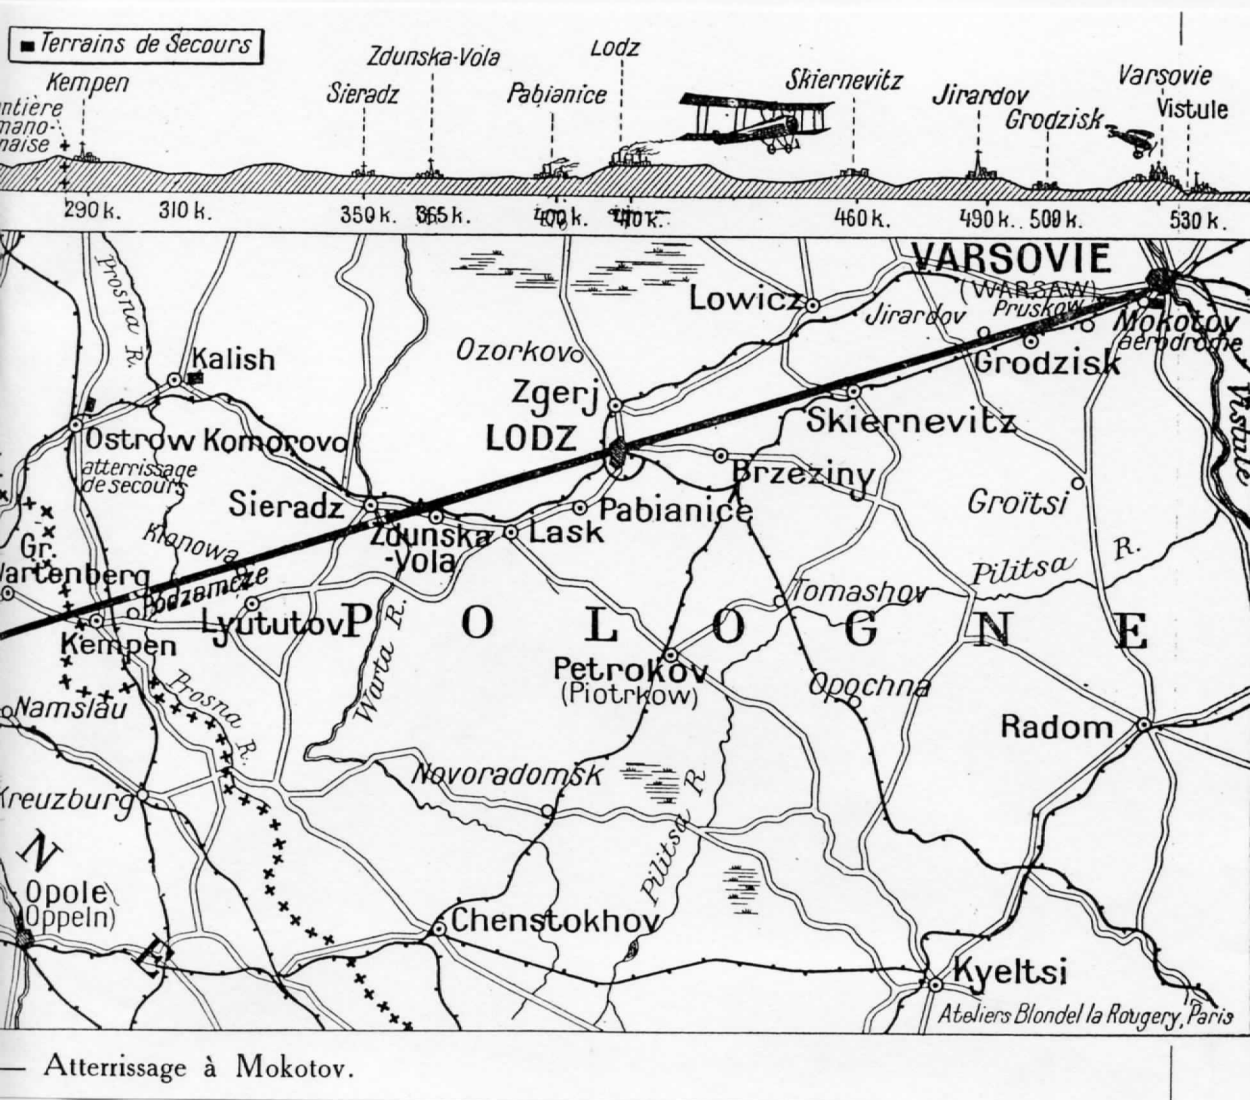 Terrains de Secours
Kempen
Zdunska-Vola
Sieradz
Pabianice
Lodz
Skiernevitz
Jirardov
Grodzisk
Varsovie
Vistule
290 k.
310 k.
350 k.
365 k.
400 k.
460 k.
490 k.
509 k.
530 k.
VARSOVIE
(WARSAW)
Pruskow
Mokotov
aérodrome
Jirardov
Grodzisk
Lowicz
Prosna R.
Kalish
Ozorkov
Zgerj
LODZ
Skiernevitz
Vistule
Ostrow
Komorovo
atterrissage
de secours
Brzeziny
Sieradz
Pabianice
Groïtsi
Zdunska
-Vola
Lask
Gr.
Wartenberg
Klonowa
Podzamcze
Pilitsa R.
Tomashov
Kempen
Lyututov
POLOGNE
Warta R.
Petrokov
(Piotrkow)
Opochna
Prosna R.
Namslau
Radom
Kreuzburg
Novoradomsk
Pilitsa R
N
E
Opole
(Oppeln)
Chenstokhov
Kyeltsi
Ateliers Blondel la Rougery, Paris
— Atterrissage à Mokotov.